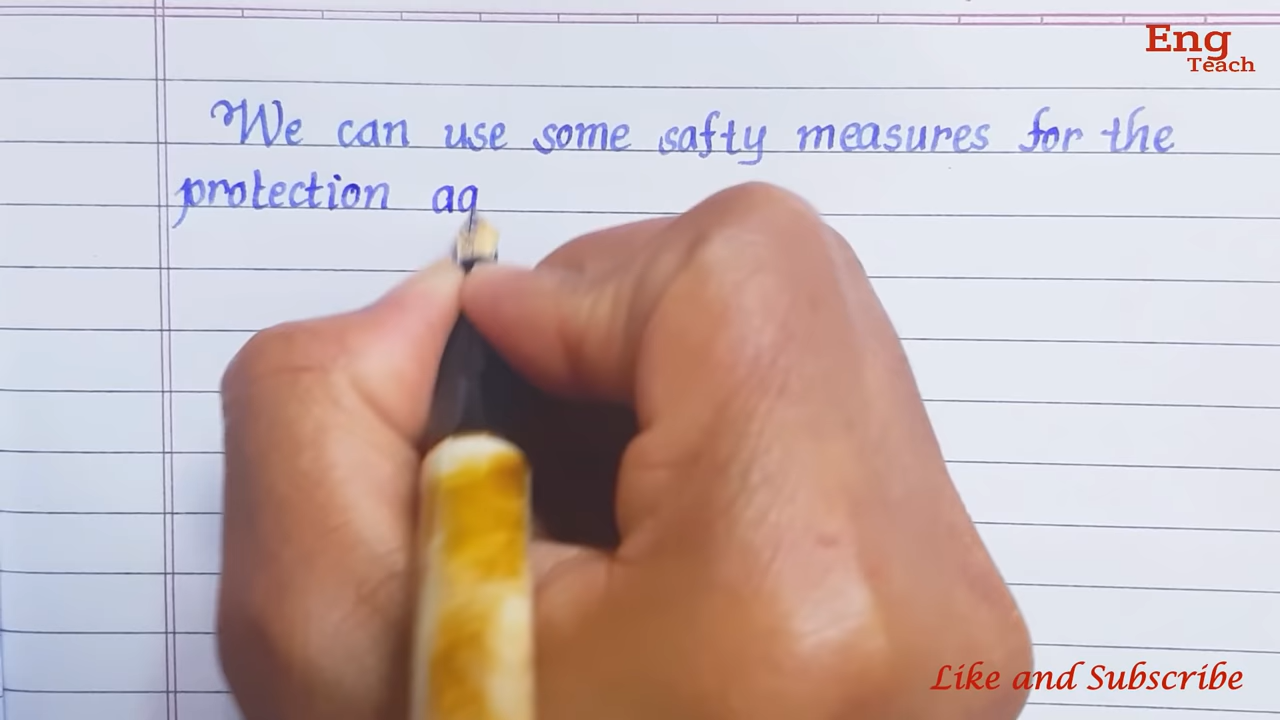 Eng
Teach
We can use some safty measures for the
protection ag
Like and Subscribe